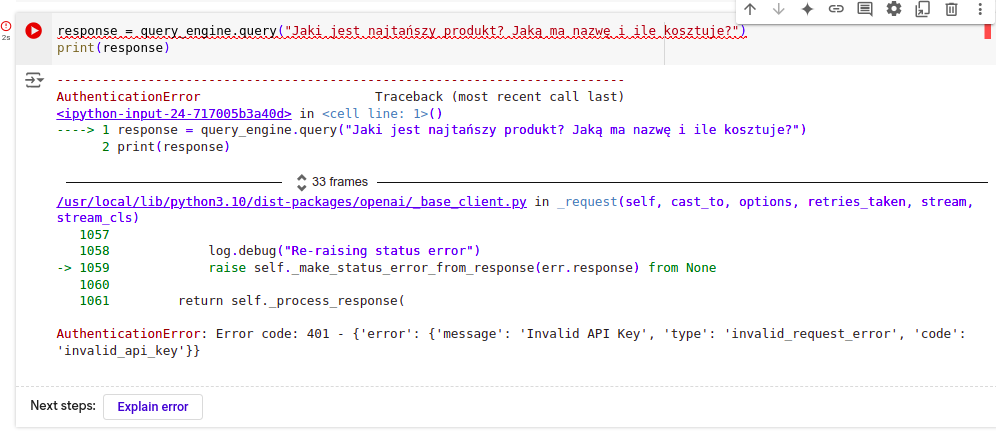 2s
response = query_engine.query("Jaki jest najtańszy produkt? Jaką ma nazwę i ile kosztuje?")
print(response)
---------------------------------------------------------------------------
AuthenticationError                       Traceback (most recent call last)
<ipython-input-24-717005b3a40d> in <cell line: 1>()
----> 1 response = query_engine.query("Jaki jest najtańszy produkt? Jaką ma nazwę i ile kosztuje?")
      2 print(response)
33 frames
/usr/local/lib/python3.10/dist-packages/openai/_base_client.py in _request(self, cast_to, options, retries_taken, stream,
stream_cls)
   1057
   1058             log.debug("Re-raising status error")
-> 1059             raise self._make_status_error_from_response(err.response) from None
   1060
   1061         return self._process_response(
AuthenticationError: Error code: 401 - {'error': {'message': 'Invalid API Key', 'type': 'invalid_request_error', 'code':
'invalid_api_key'}}
Next steps: Explain error